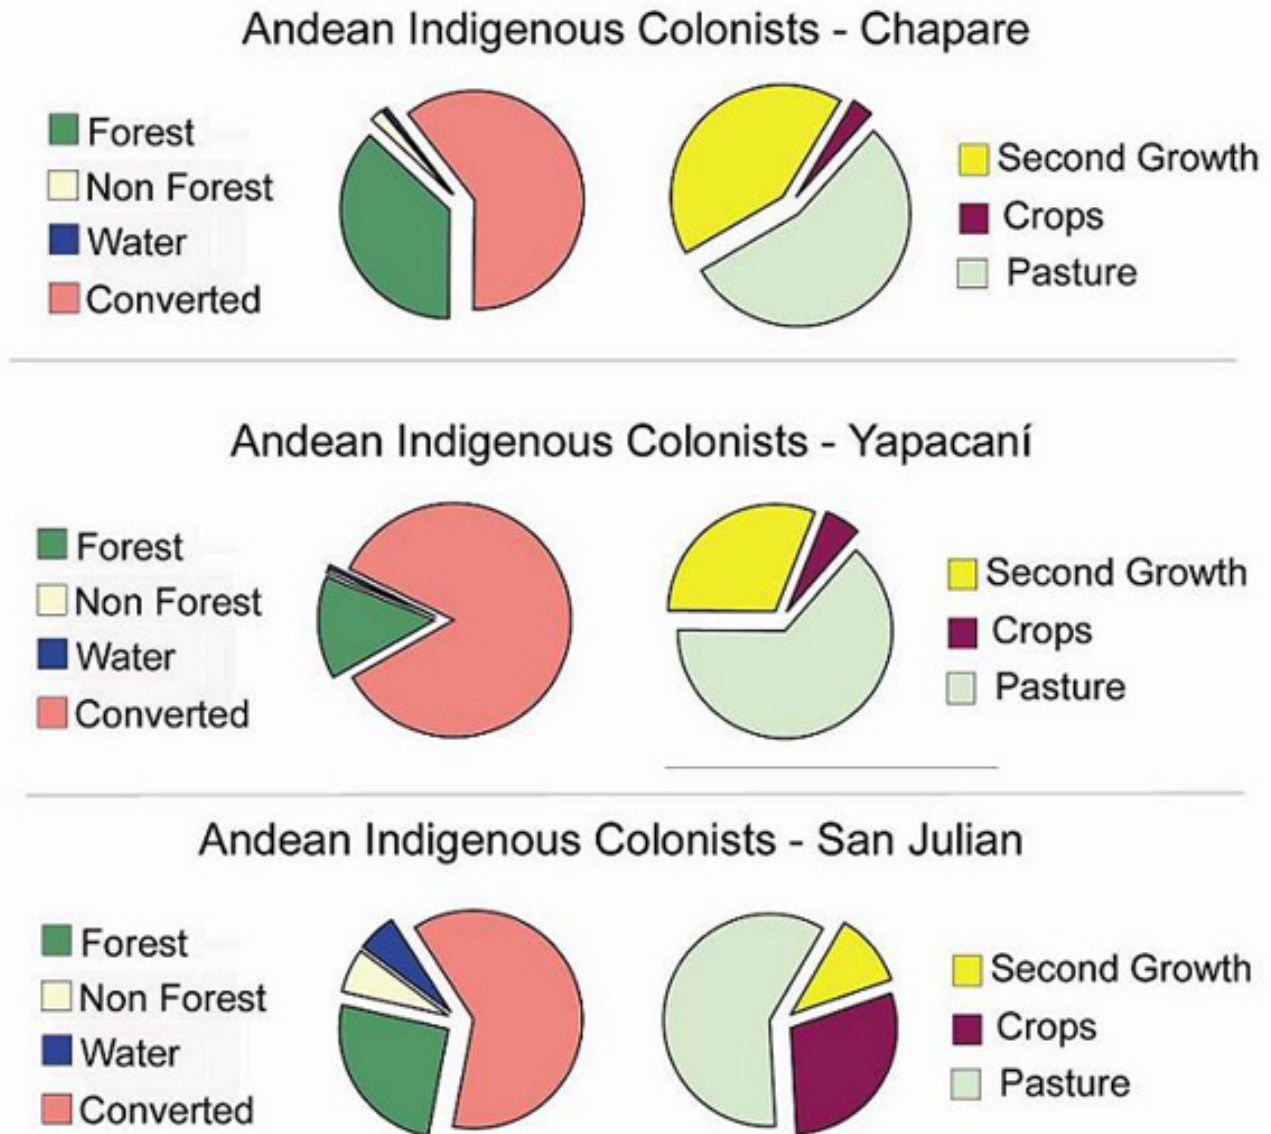 Andean Indigenous Colonists - Chapare
Forest
Non Forest
Water
Converted
Second Growth
Crops
Pasture
Andean Indigenous Colonists - Yapacaní
Forest
Non Forest
Water
Converted
Second Growth
Crops
Pasture
Andean Indigenous Colonists - San Julian
Forest
Non Forest
Water
Converted
Second Growth
Crops
Pasture